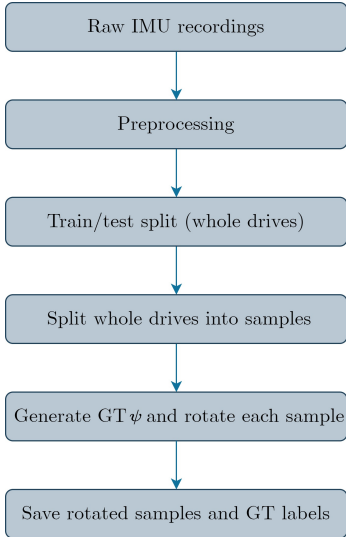 Raw IMU recordings
Preprocessing
Train/test split (whole drives)
Split whole drives into samples
Generate GT ψ and rotate each sample
Save rotated samples and GT labels